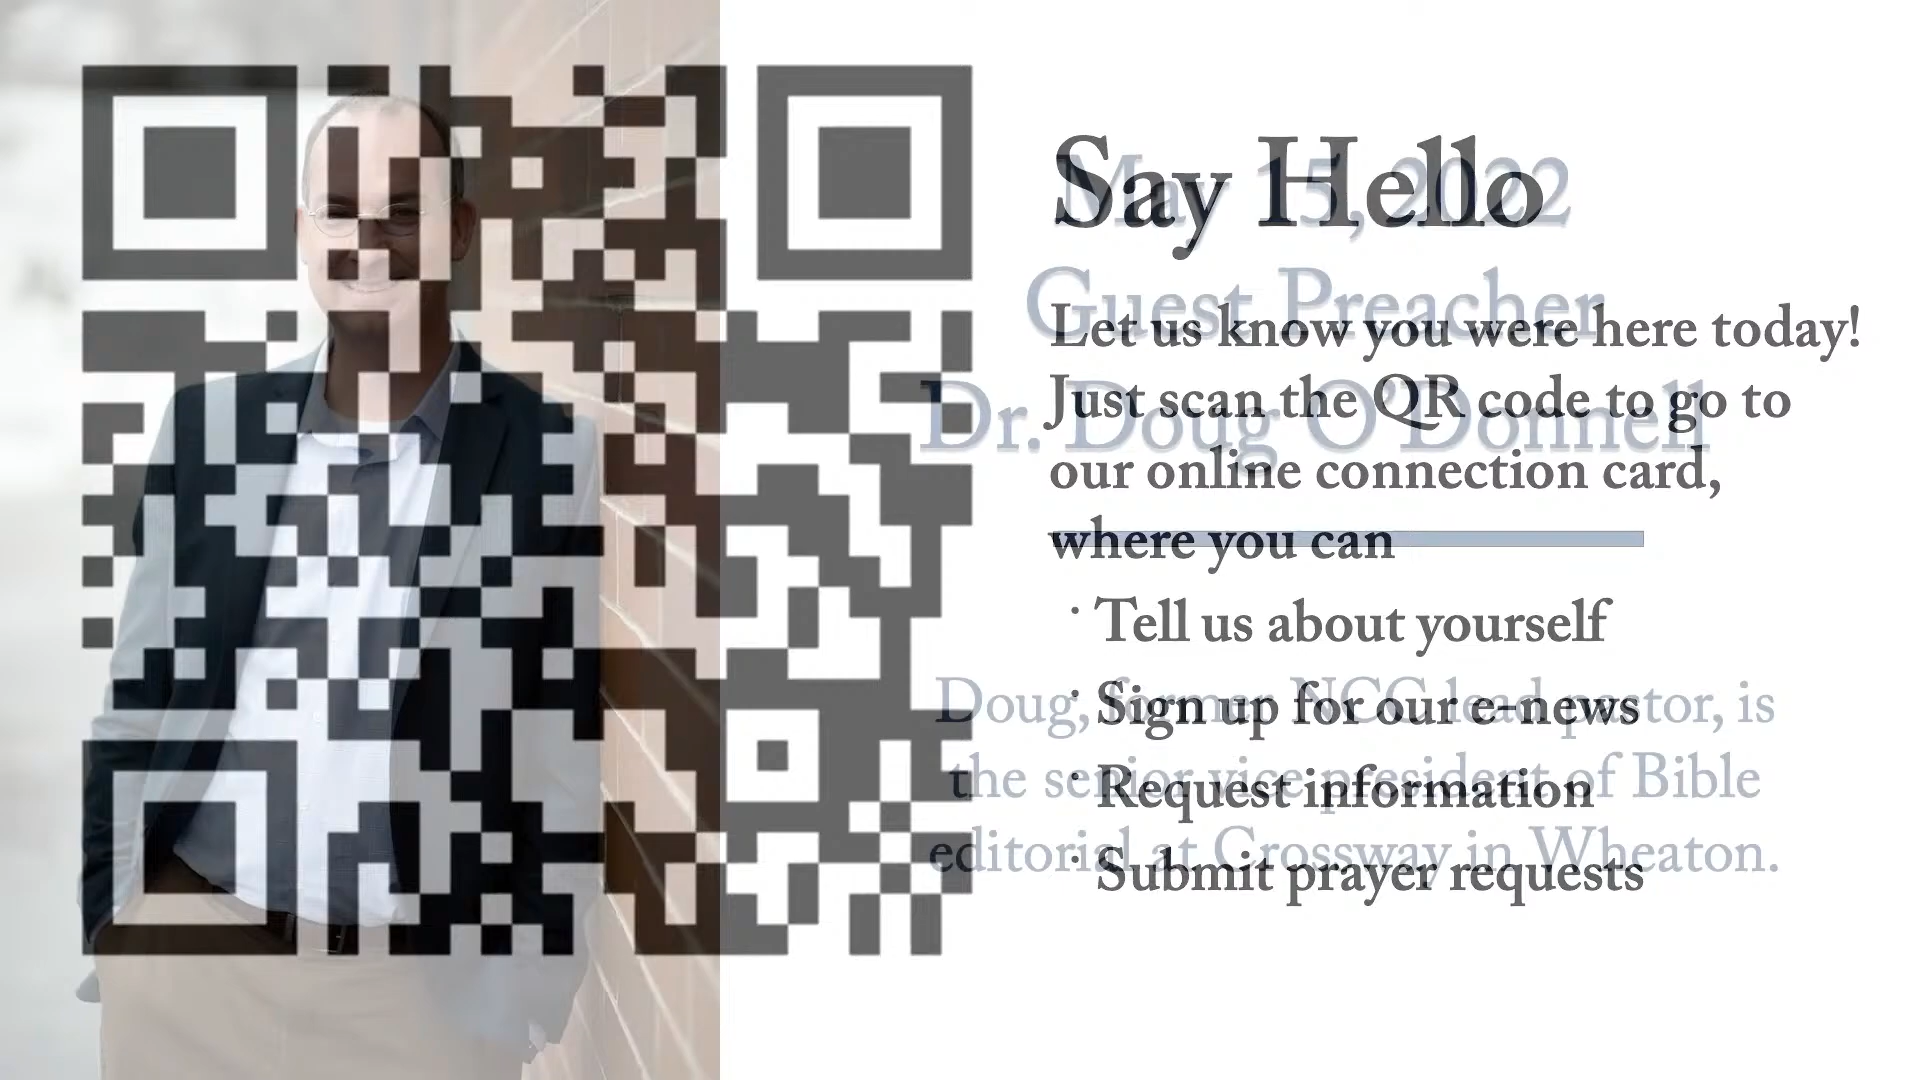 Say Hello
Let us know you were here today!
Just scan the QR code to go to
our online connection card,
where you can
· Tell us about yourself
· Sign up for our e-news
· Request information
· Submit prayer requests
May 15, 2022
Guest Preacher
Dr. Doug O'Donnell
Doug, former NCC lead pastor, is
the senior vice president of Bible
editorial at Crossway in Wheaton.